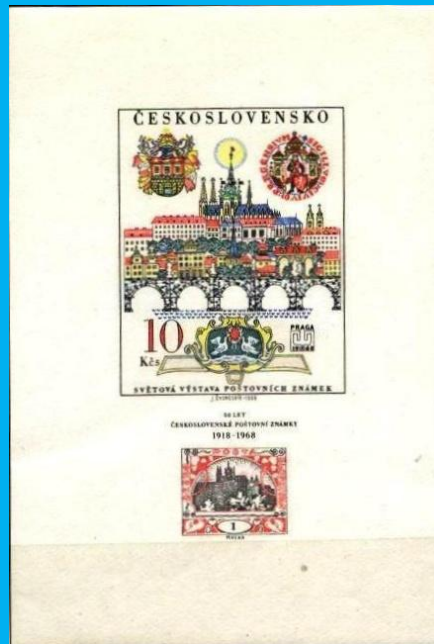 ČESKOSLOVENSKO
10
Kčs
PRAGA
1968
SVĚTOVÁ VÝSTAVA POŠTOVNÍCH ZNÁMEK
50 LET
ČESKOSLOVENSKÉ POŠTOVNÍ ZNÁMKY
1918-1968
1